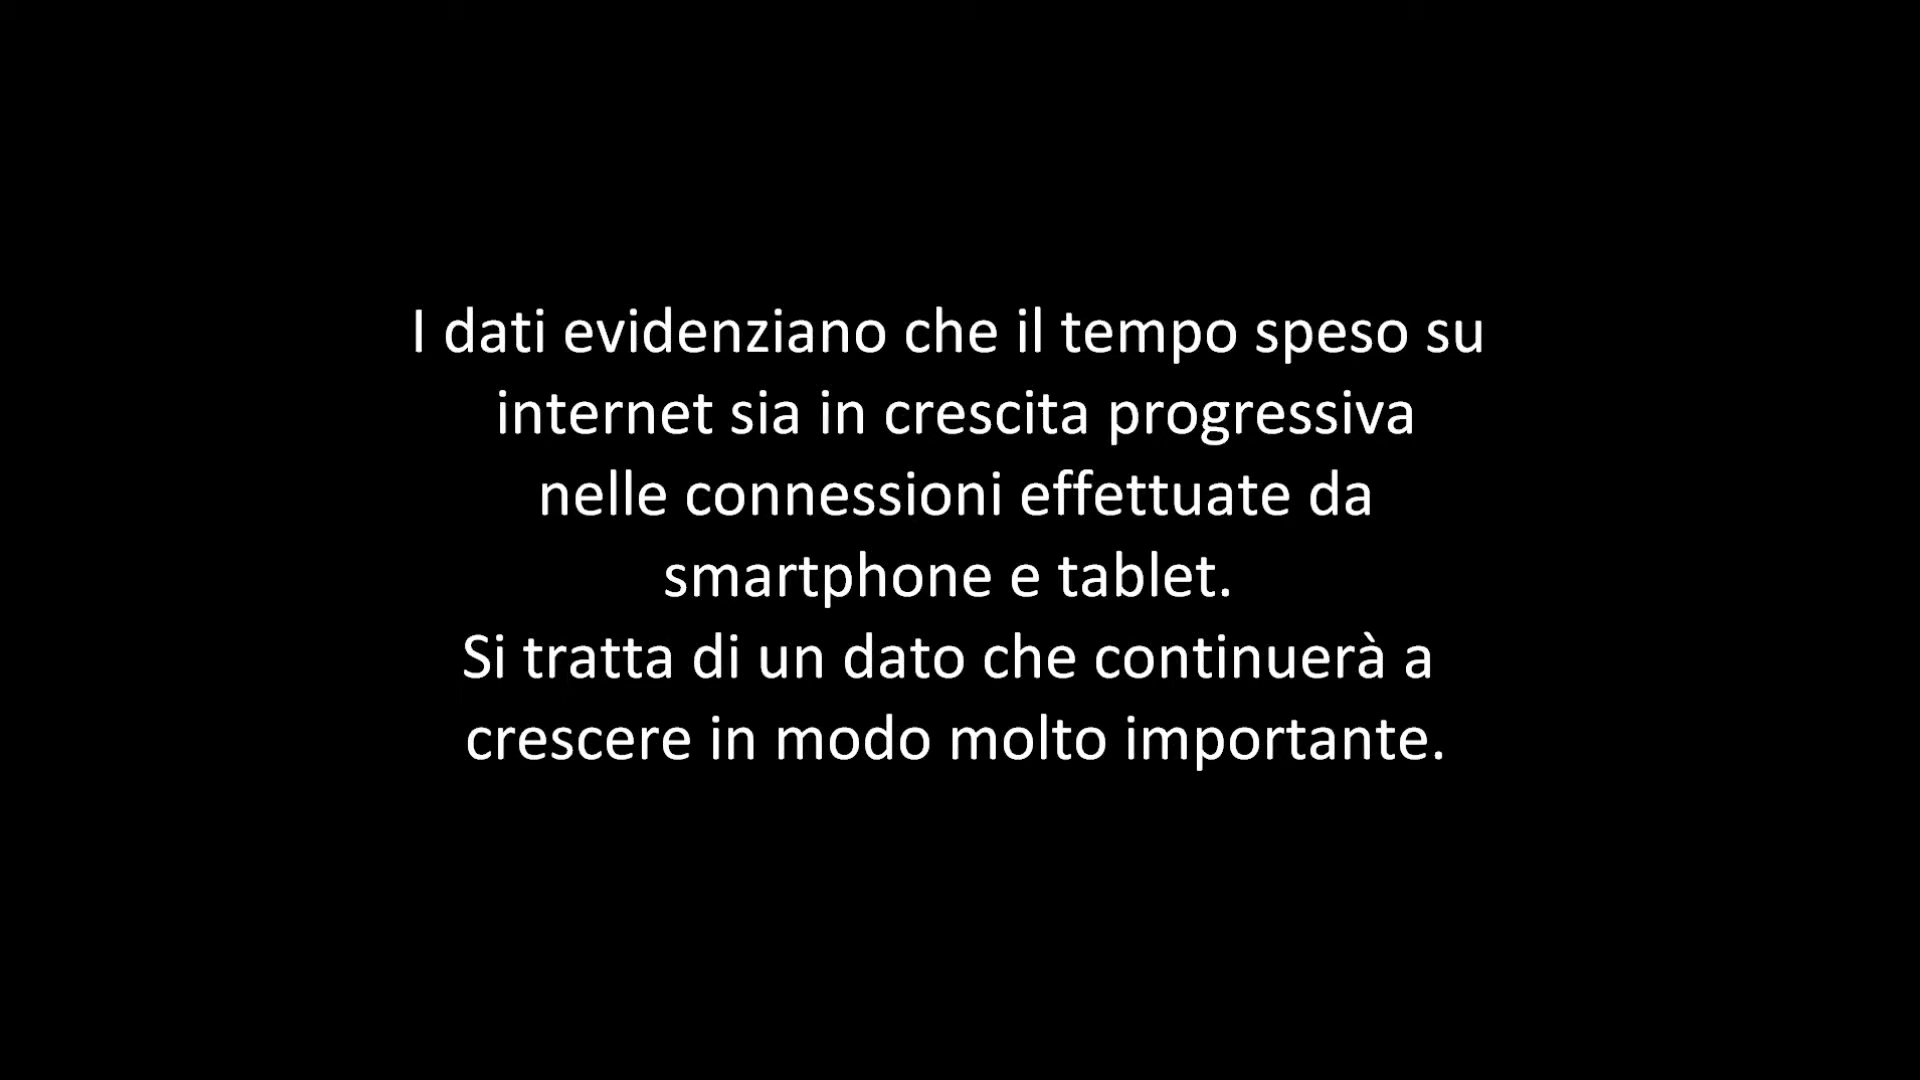 I dati evidenziano che il tempo speso su
internet sia in crescita progressiva
nelle connessioni effettuate da
smartphone e tablet.
Si tratta di un dato che continuerà a
crescere in modo molto importante.